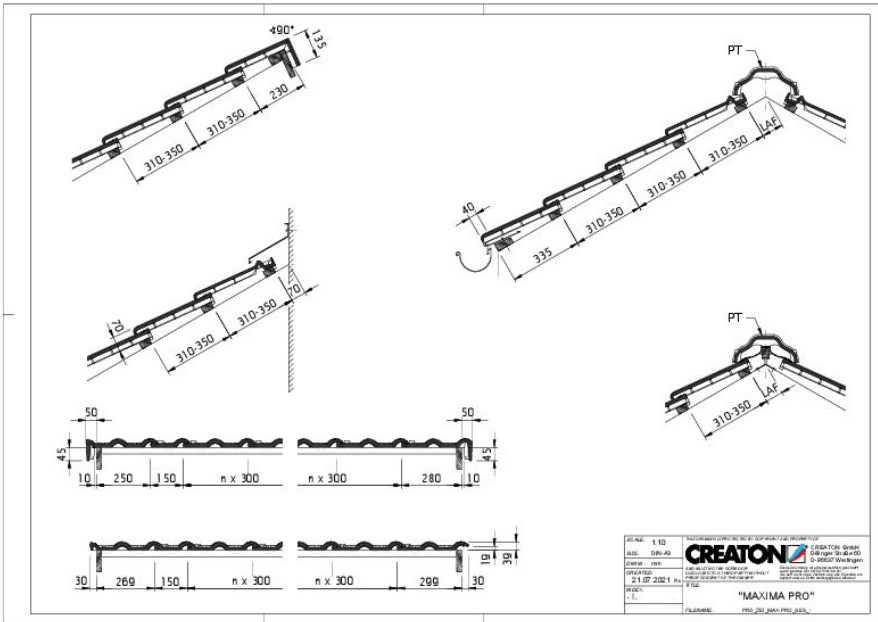 ∢90°
135
230
310-350
310-350
PT
LAF
310-350
310-350
310-350
335
40
70
70
310-350
310-350
PT
LAF
310-350
50
50
45
45
10
250
150
n x 300
n x 300
280
10
19
39
30
269
150
n x 300
n x 300
299
30
SCALE: 1:10
SIZE: DIN-A3
DIM IN: mm
CREATED:
21.07.2021
INDEX:
- |.
CREATON
CREATON GmbH
Dillinger Straße 60
D-86637 Wertingen
TITLE:
"MAXIMA PRO"
FILENAME: